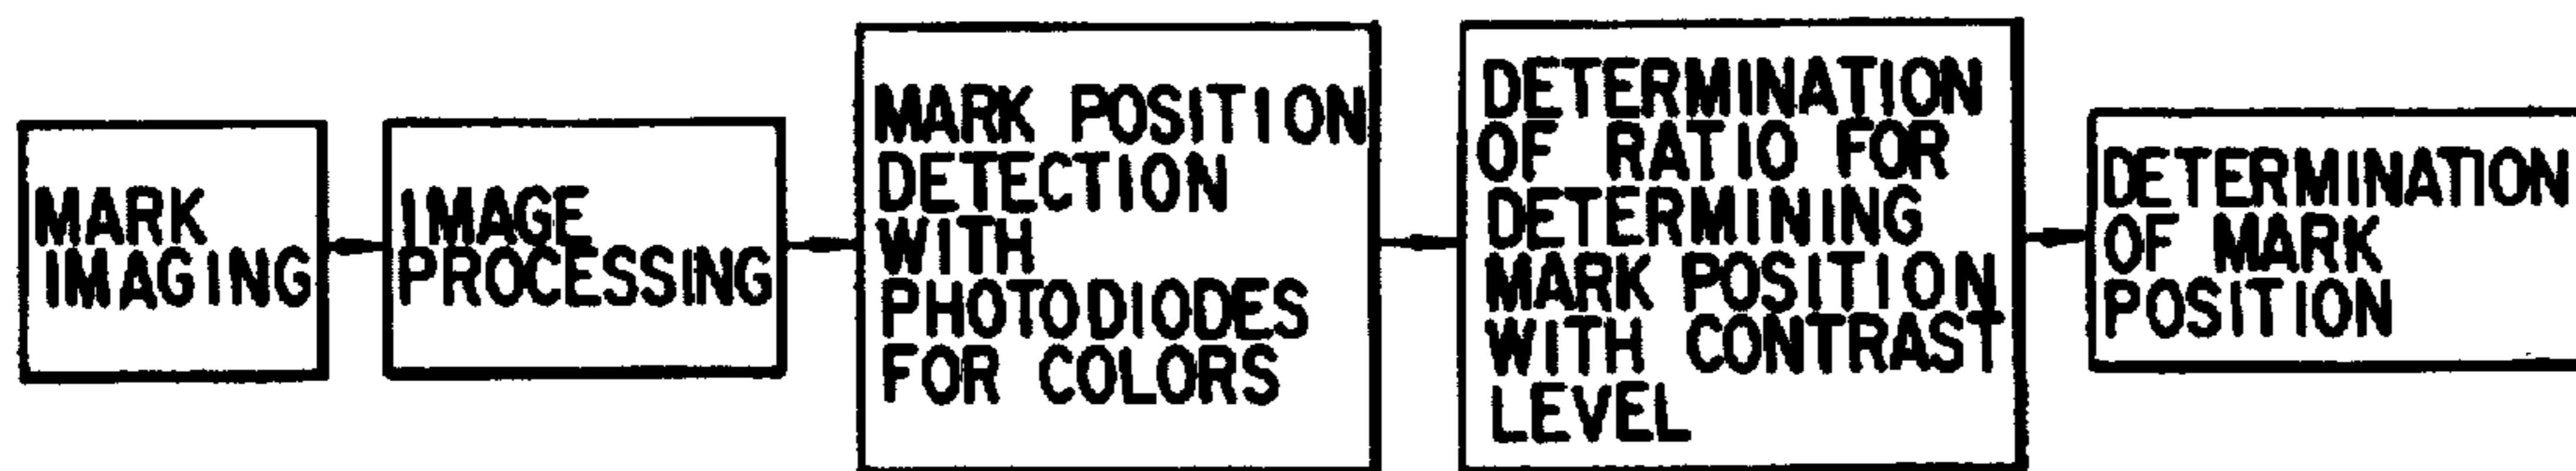 MARK
IMAGING
IMAGE
PROCESSING
MARK POSITION
DETECTION
WITH
PHOTODIODES
FOR COLORS
DETERMINATION
OF RATIO FOR
DETERMINING
MARK POSITION
WITH CONTRAST
LEVEL
DETERMINATION
OF MARK
POSITION